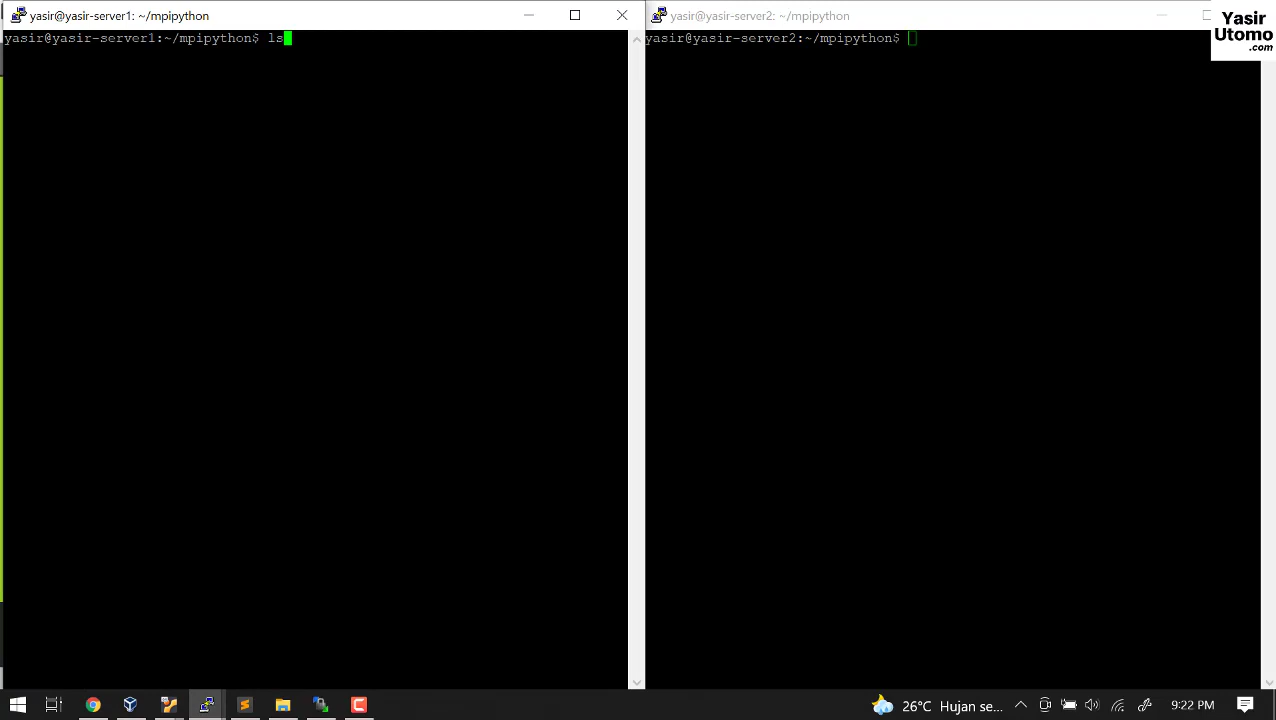 yasir@yasir-server1: ~/mpipython
yasir@yasir-server1:~/mpipython$ ls
yasir@yasir-server2: ~/mpipython
yasir@yasir-server2:~/mpipython$
Yasir
Utomo
.com
26°C Hujan se...
9:22 PM